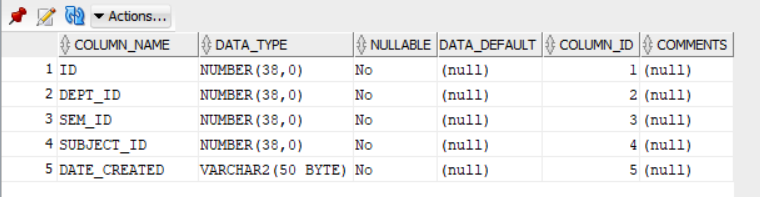 Actions...
COLUMN_NAME DATA_TYPE NULLABLE DATA_DEFAULT COLUMN_ID COMMENTS
1 ID NUMBER(38,0) No (null) 1 (null)
2 DEPT_ID NUMBER(38,0) No (null) 2 (null)
3 SEM_ID NUMBER(38,0) No (null) 3 (null)
4 SUBJECT_ID NUMBER(38,0) No (null) 4 (null)
5 DATE_CREATED VARCHAR2(50 BYTE) No (null) 5 (null)